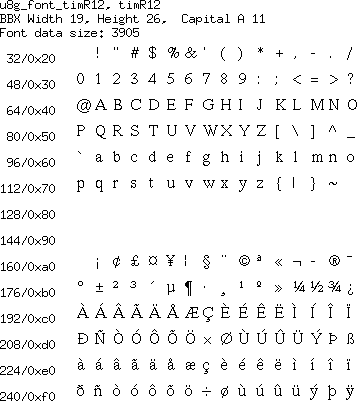 u8g_font_timR12, timR12
BBX Width 19, Height 26, Capital A 11
Font data size: 3905
32/0x20 ! " # $ % & ' ( ) * + , - . /
48/0x30 0 1 2 3 4 5 6 7 8 9 : ; < = > ?
64/0x40 @ A B C D E F G H I J K L M N O
80/0x50 P Q R S T U V W X Y Z [ \ ] ^ _
96/0x60 ` a b c d e f g h i j k l m n o
112/0x70 p q r s t u v w x y z { | } ~
128/0x80
144/0x90
160/0xa0 ¡ ¢ £ ¤ ¥ ¦ § ¨ © ª « ¬ - ® ¯
176/0xb0 ° ± ² ³ ´ µ ¶ · ¸ ¹ º » ¼ ½ ¾ ¿
192/0xc0 À Á Â Ã Ä Å Æ Ç È É Ê Ë Ì Í Î Ï
208/0xd0 Ð Ñ Ò Ó Ô Õ Ö × Ø Ù Ú Û Ü Ý Þ ß
224/0xe0 à á â ã ä å æ ç è é ê ë ì í î ï
240/0xf0 ð ñ ò ó ô õ ö ÷ ø ù ú û ü ý þ ÿ